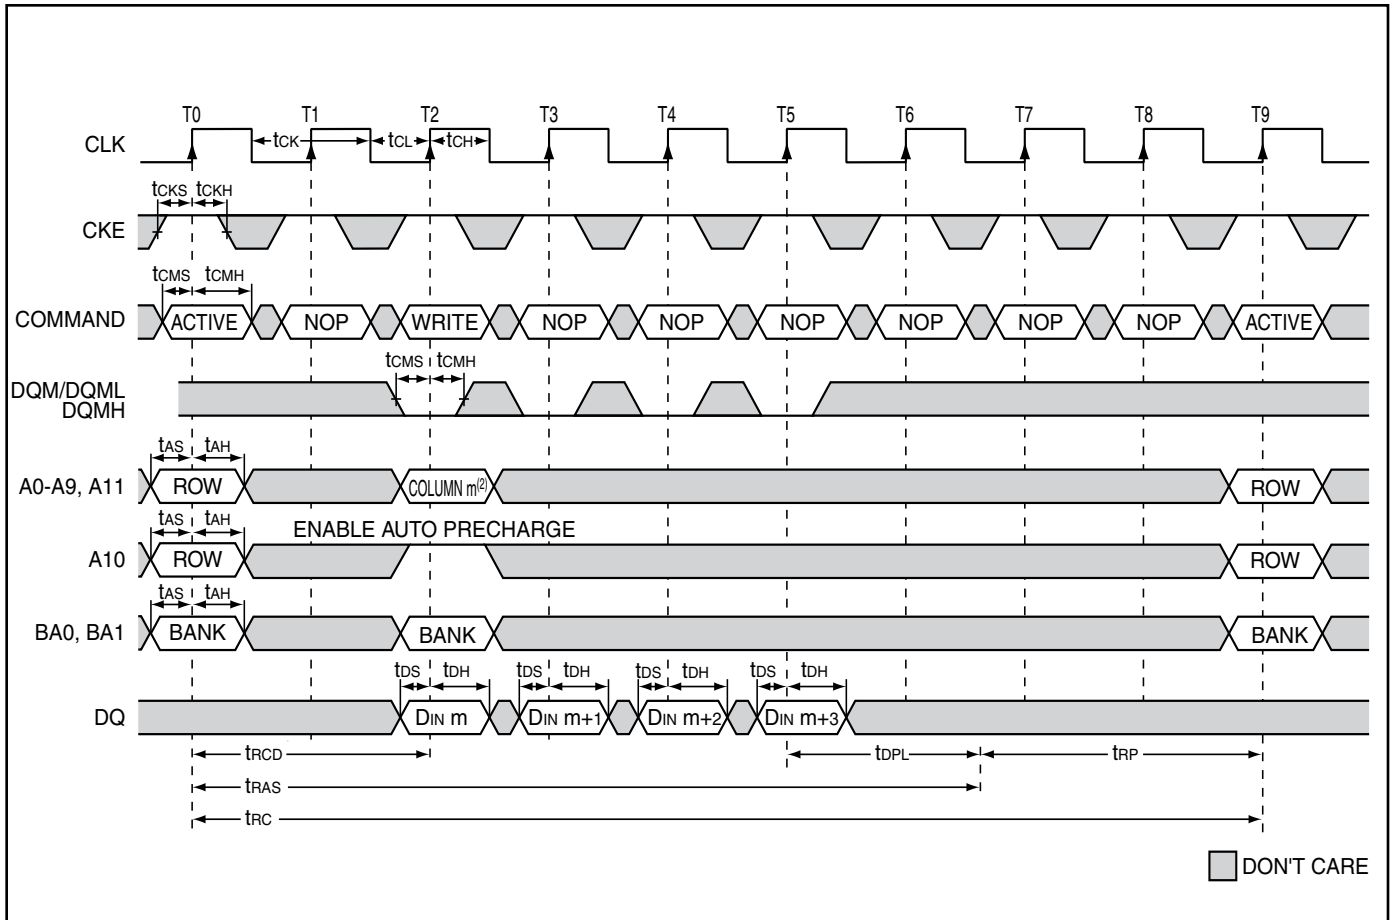 T0 T1 T2 T3 T4 T5 T6 T7 T8 T9
CLK tCK tCL tCH
tCKS tCKH
CKE
tCMS tCMH
COMMAND ACTIVE NOP WRITE NOP NOP NOP NOP NOP NOP ACTIVE
tCMS tCMH
DQM/DQML
DQMH
tAS tAH
A0-A9, A11 ROW COLUMN m(2) ROW
tAS tAH ENABLE AUTO PRECHARGE
A10 ROW ROW
tAS tAH
BA0, BA1 BANK BANK BANK
tDS tDH tDS tDH tDS tDH tDS tDH
DQ DIN m DIN m+1 DIN m+2 DIN m+3
tRCD tDPL tRP
tRAS
tRC
DON'T CARE